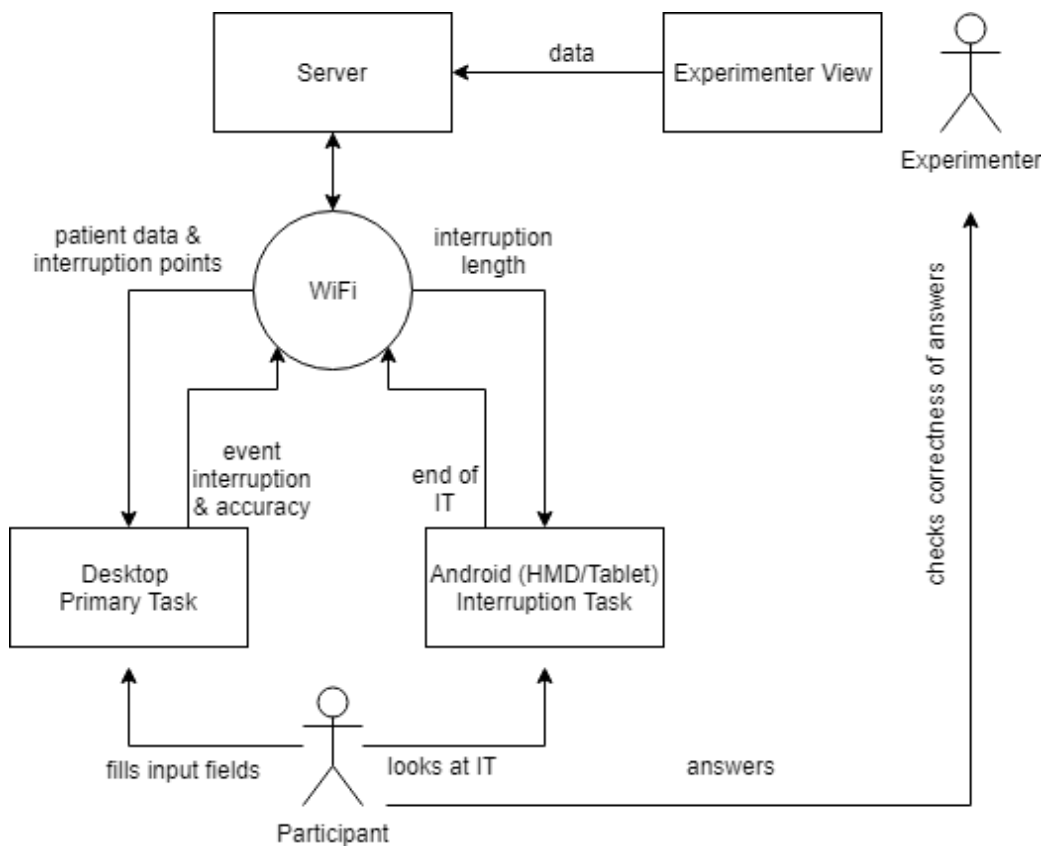 Server
data
Experimenter View
Experimenter
patient data &
interruption points
interruption
length
WiFi
event
interruption
& accuracy
end of
IT
checks correctness of answers
Desktop
Primary Task
Android (HMD/Tablet)
Interruption Task
fills input fields
looks at IT
answers
Participant